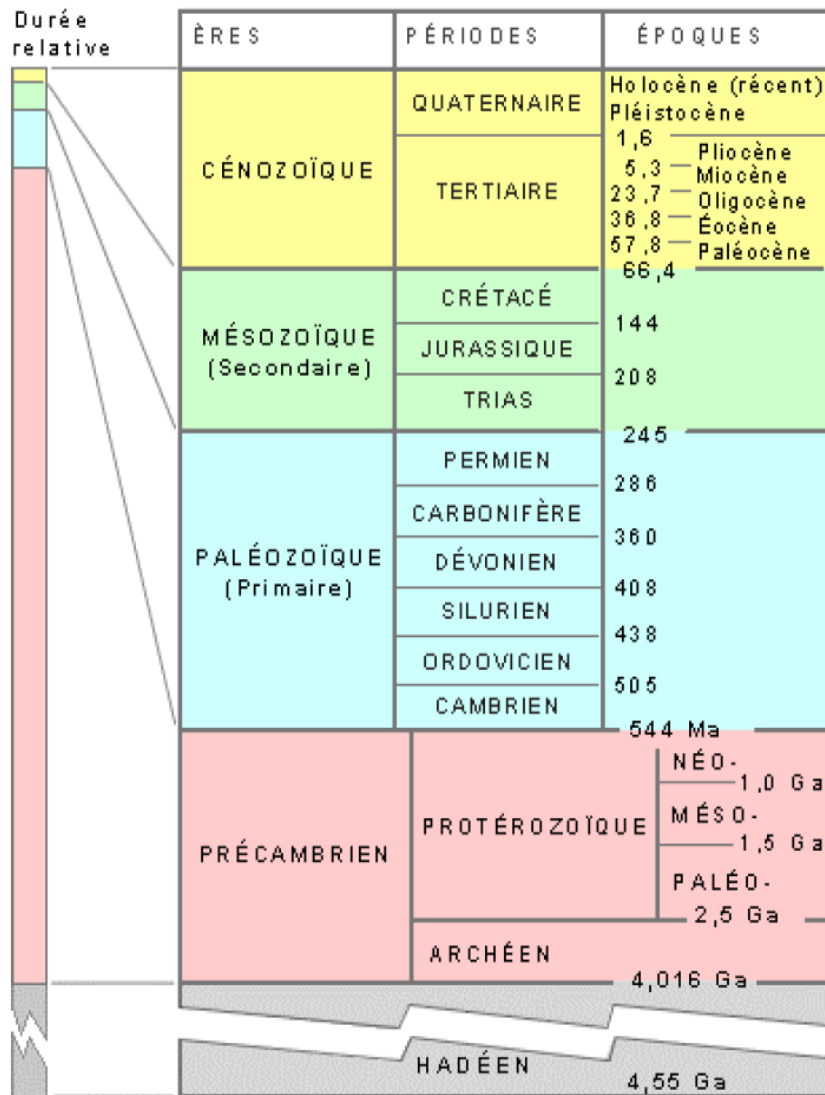 Durée
relative
ÈRES
PÉRIODES
ÉPOQUES
CÉNOZOÏQUE
QUATERNAIRE
Holocène (récent)
Pléistocène
1,6
TERTIAIRE
Pliocène
5,3
Miocène
23,7
Oligocène
36,8
Éocène
57,8
Paléocène
66,4
MÉSOZOÏQUE
(Secondaire)
CRÉTACÉ
144
JURASSIQUE
208
TRIAS
245
PALÉOZOÏQUE
(Primaire)
PERMIEN
286
CARBONIFÈRE
360
DÉVONIEN
408
SILURIEN
438
ORDOVICIEN
505
CAMBRIEN
544 Ma
PRÉCAMBRIEN
PROTÉROZOÏQUE
NÉO-
1,0 Ga
MÉSO-
1,5 Ga
PALÉO-
2,5 Ga
ARCHÉEN
4,016 Ga
HADÉEN
4,55 Ga